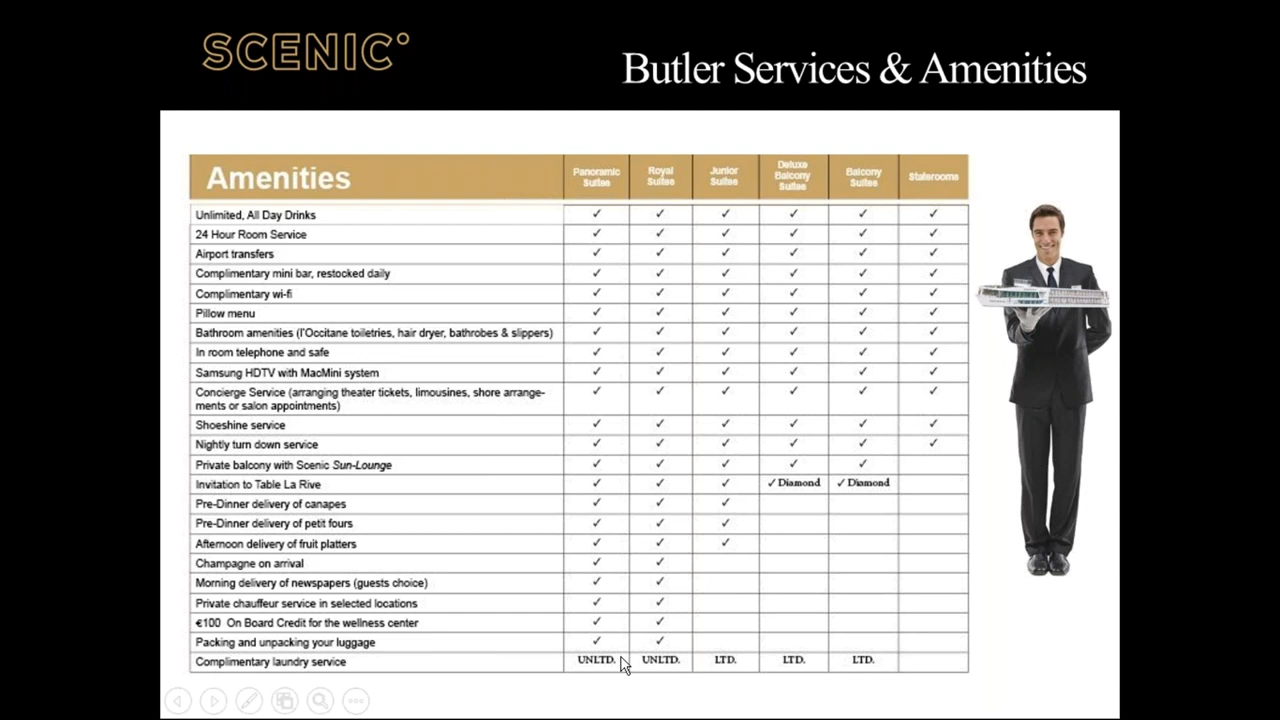 SCENIC°
Butler Services & Amenities
Amenities Panoramic Suites Royal Suites Junior Suites Deluxe Balcony Suites Balcony Suites Staterooms
Unlimited, All Day Drinks ✓ ✓ ✓ ✓ ✓ ✓
24 Hour Room Service ✓ ✓ ✓ ✓ ✓ ✓
Airport transfers ✓ ✓ ✓ ✓ ✓ ✓
Complimentary mini bar, restocked daily ✓ ✓ ✓ ✓ ✓ ✓
Complimentary wi-fi ✓ ✓ ✓ ✓ ✓ ✓
Pillow menu ✓ ✓ ✓ ✓ ✓ ✓
Bathroom amenities (l'Occitane toiletries, hair dryer, bathrobes & slippers) ✓ ✓ ✓ ✓ ✓ ✓
In room telephone and safe ✓ ✓ ✓ ✓ ✓ ✓
Samsung HDTV with MacMini system ✓ ✓ ✓ ✓ ✓ ✓
Concierge Service (arranging theater tickets, limousines, shore arrange-
ments or salon appointments) ✓ ✓ ✓ ✓ ✓ ✓
Shoeshine service ✓ ✓ ✓ ✓ ✓ ✓
Nightly turn down service ✓ ✓ ✓ ✓ ✓ ✓
Private balcony with Scenic Sun-Lounge ✓ ✓ ✓ ✓ ✓
Invitation to Table La Rive ✓ ✓ ✓ ✓ Diamond ✓ Diamond
Pre-Dinner delivery of canapes ✓ ✓ ✓
Pre-Dinner delivery of petit fours ✓ ✓ ✓
Afternoon delivery of fruit platters ✓ ✓ ✓
Champagne on arrival ✓ ✓
Morning delivery of newspapers (guests choice) ✓ ✓
Private chauffeur service in selected locations ✓ ✓
€100 On Board Credit for the wellness center ✓ ✓
Packing and unpacking your luggage ✓ ✓
Complimentary laundry service UNLTD. UNLTD. LTD. LTD. LTD.